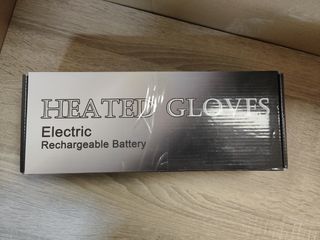 HEATED GLOVES
Electric
Rechargeable Battery